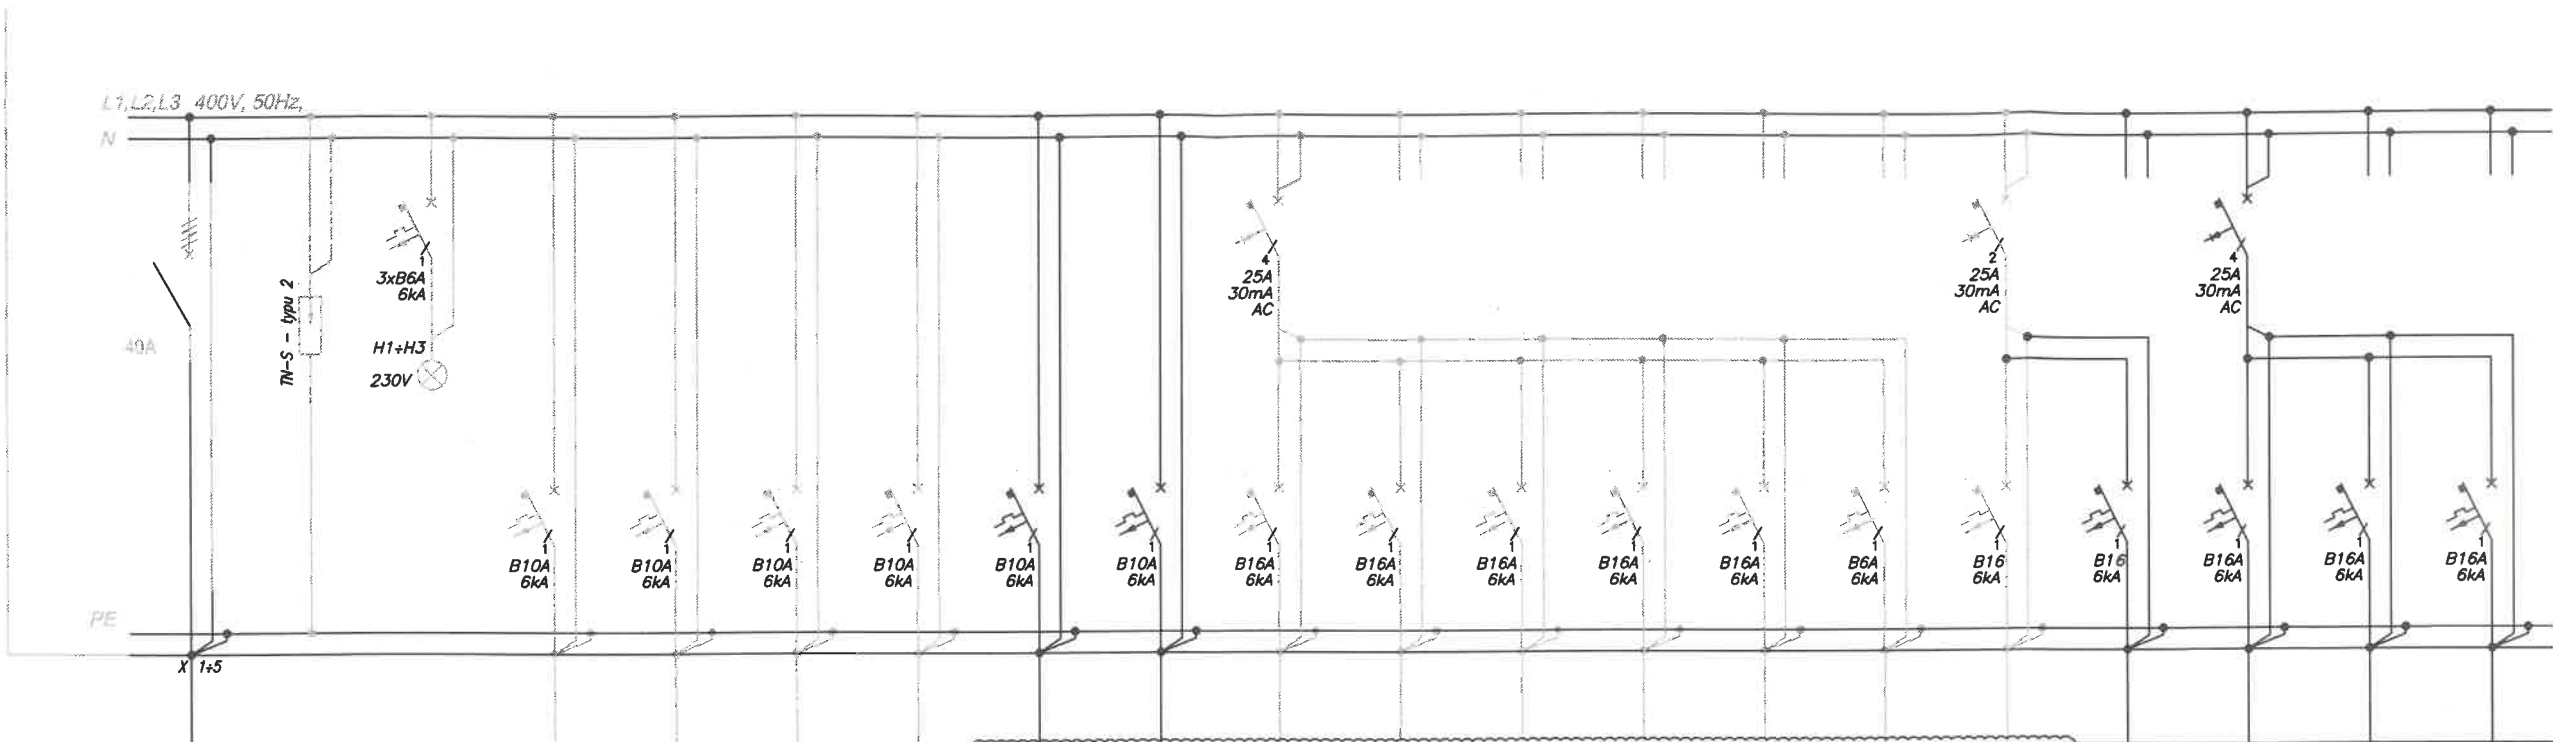 L1,L2,L3 400V, 50Hz,
N
40A
TN-S - typu 2
1
3xB6A
6kA
H1÷H3
230V
1
B10A
6kA
1
B10A
6kA
1
B10A
6kA
1
B10A
6kA
1
B10A
6kA
1
B10A
6kA
4
25A
30mA
AC
1
B16A
6kA
1
B16A
6kA
1
B16A
6kA
1
B16A
6kA
1
B16A
6kA
1
B6A
6kA
2
25A
30mA
AC
1
B16
6kA
1
B16
6kA
4
25A
30mA
AC
1
B16A
6kA
1
B16A
6kA
1
B16A
6kA
PE
X 1÷5